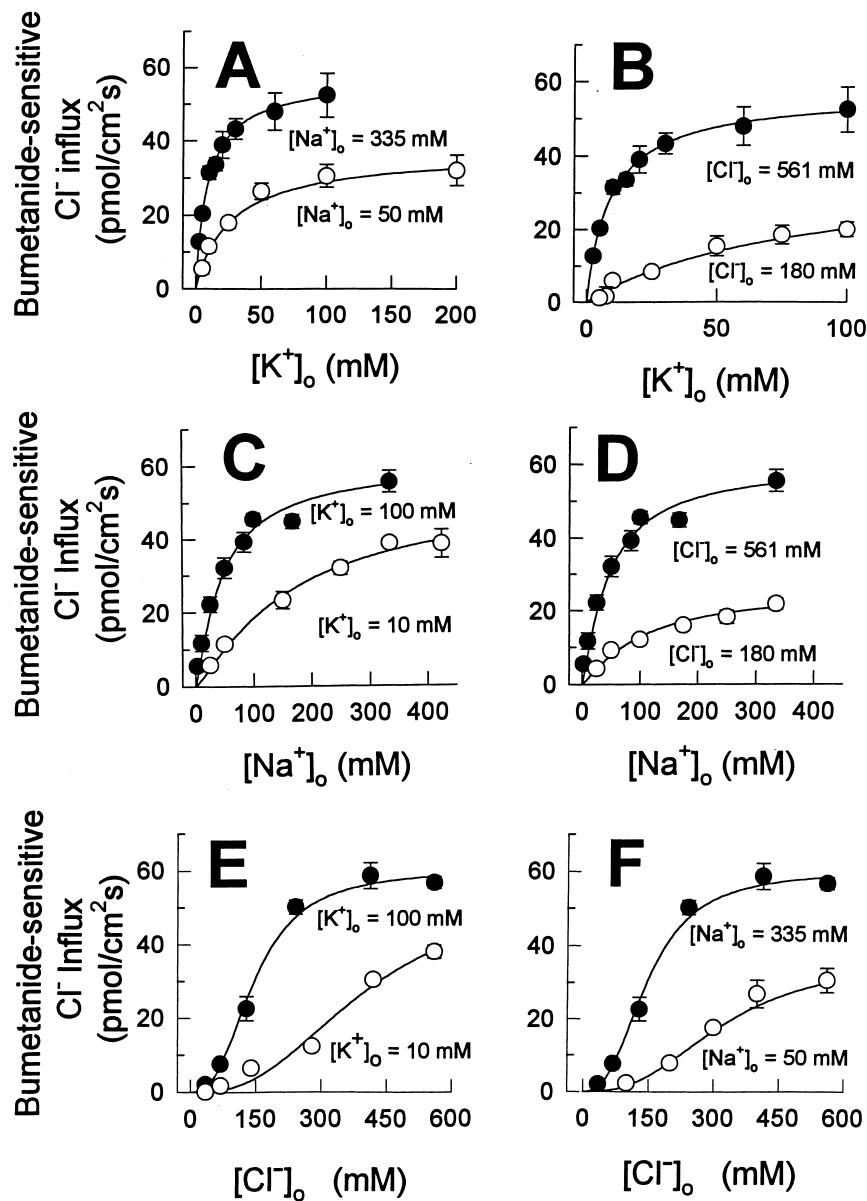 Bumetanide-sensitive
Cl⁻ influx
(pmol/cm²s)
A
60
40
20
0
[Na⁺]ₒ = 335 mM
[Na⁺]ₒ = 50 mM
0 50 100 150 200
[K⁺]ₒ (mM)
B
60
40
20
0
[Cl⁻]ₒ = 561 mM
[Cl⁻]ₒ = 180 mM
0 50 100
[K⁺]ₒ (mM)
Bumetanide-sensitive
Cl⁻ Influx
(pmol/cm²s)
C
60
40
20
0
[K⁺]ₒ = 100 mM
[K⁺]ₒ = 10 mM
0 100 200 300 400
[Na⁺]ₒ (mM)
D
60
40
20
0
[Cl⁻]ₒ = 561 mM
[Cl⁻]ₒ = 180 mM
0 100 200 300 400
[Na⁺]ₒ (mM)
Bumetanide-sensitive
Cl⁻ Influx
(pmol/cm²s)
E
60
40
20
0
[K⁺]ₒ = 100 mM
[K⁺]ₒ = 10 mM
0 150 300 450 600
[Cl⁻]ₒ (mM)
F
60
40
20
0
[Na⁺]ₒ = 335 mM
[Na⁺]ₒ = 50 mM
0 150 300 450 600
[Cl⁻]ₒ (mM)